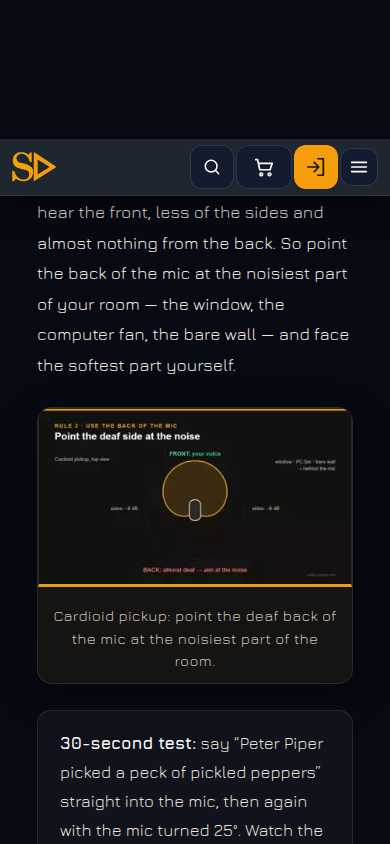 SD
hear the front, less of the sides and
almost nothing from the back. So point
the back of the mic at the noisiest part
of your room — the window, the
computer fan, the bare wall — and face
the softest part yourself.
RULE 2 · USE THE BACK OF THE MIC
Point the deaf side at the noise
Cardioid pickup, top view
FRONT: your voice
window · PC fan · bare wall
→ behind the mic
sides: −6 dB
sides: −6 dB
BACK: almost deaf → aim at the noise
Cardioid pickup: point the deaf back of
the mic at the noisiest part of the
room.
30-second test: say “Peter Piper
picked a peck of pickled peppers”
straight into the mic, then again
with the mic turned 25°. Watch the